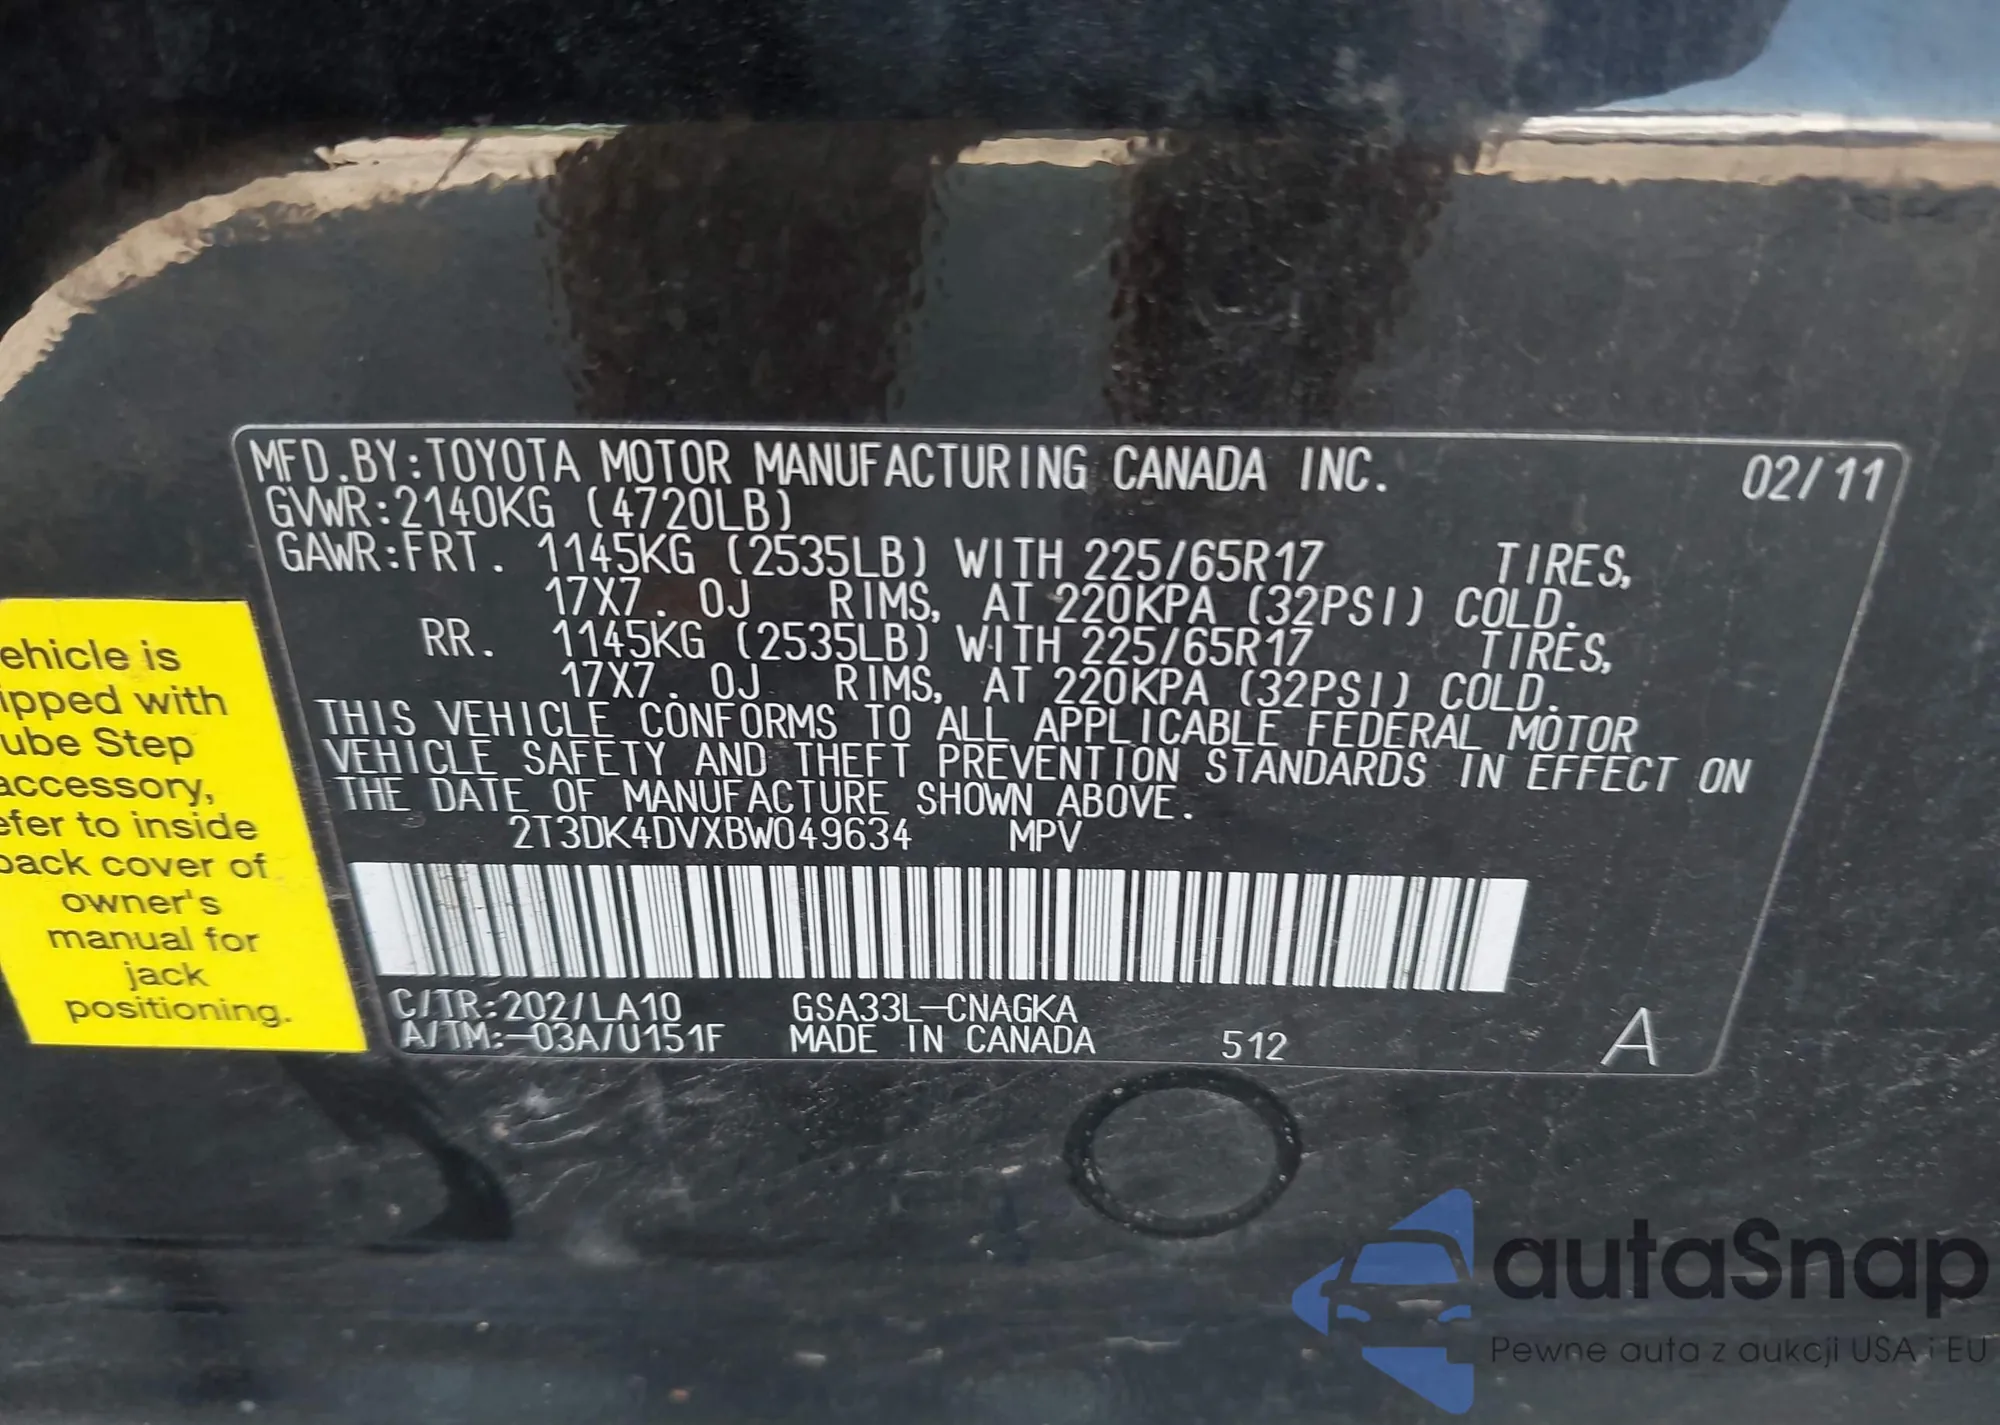 MFD.BY:TOYOTA MOTOR MANUFACTURING CANADA INC. 02/11
GVWR:2140KG (4720LB)
GAWR:FRT. 1145KG (2535LB) WITH 225/65R17 TIRES,
17X7.0J RIMS, AT 220KPA (32PSI) COLD.
RR. 1145KG (2535LB) WITH 225/65R17 TIRES,
17X7.0J RIMS, AT 220KPA (32PSI) COLD.
THIS VEHICLE CONFORMS TO ALL APPLICABLE FEDERAL MOTOR
VEHICLE SAFETY AND THEFT PREVENTION STANDARDS IN EFFECT ON
THE DATE OF MANUFACTURE SHOWN ABOVE.
2T3DK4DVXBW049634 MPV
C/TR:202/LA10 GSA33L-CNAGKA
A/TM:-03A/U151F MADE IN CANADA 512 A
ehicle is
ipped with
ube Step
accessory,
efer to inside
back cover of
owner's
manual for
jack
positioning.
autaSnap
Pewne auta z aukcji USA i EU